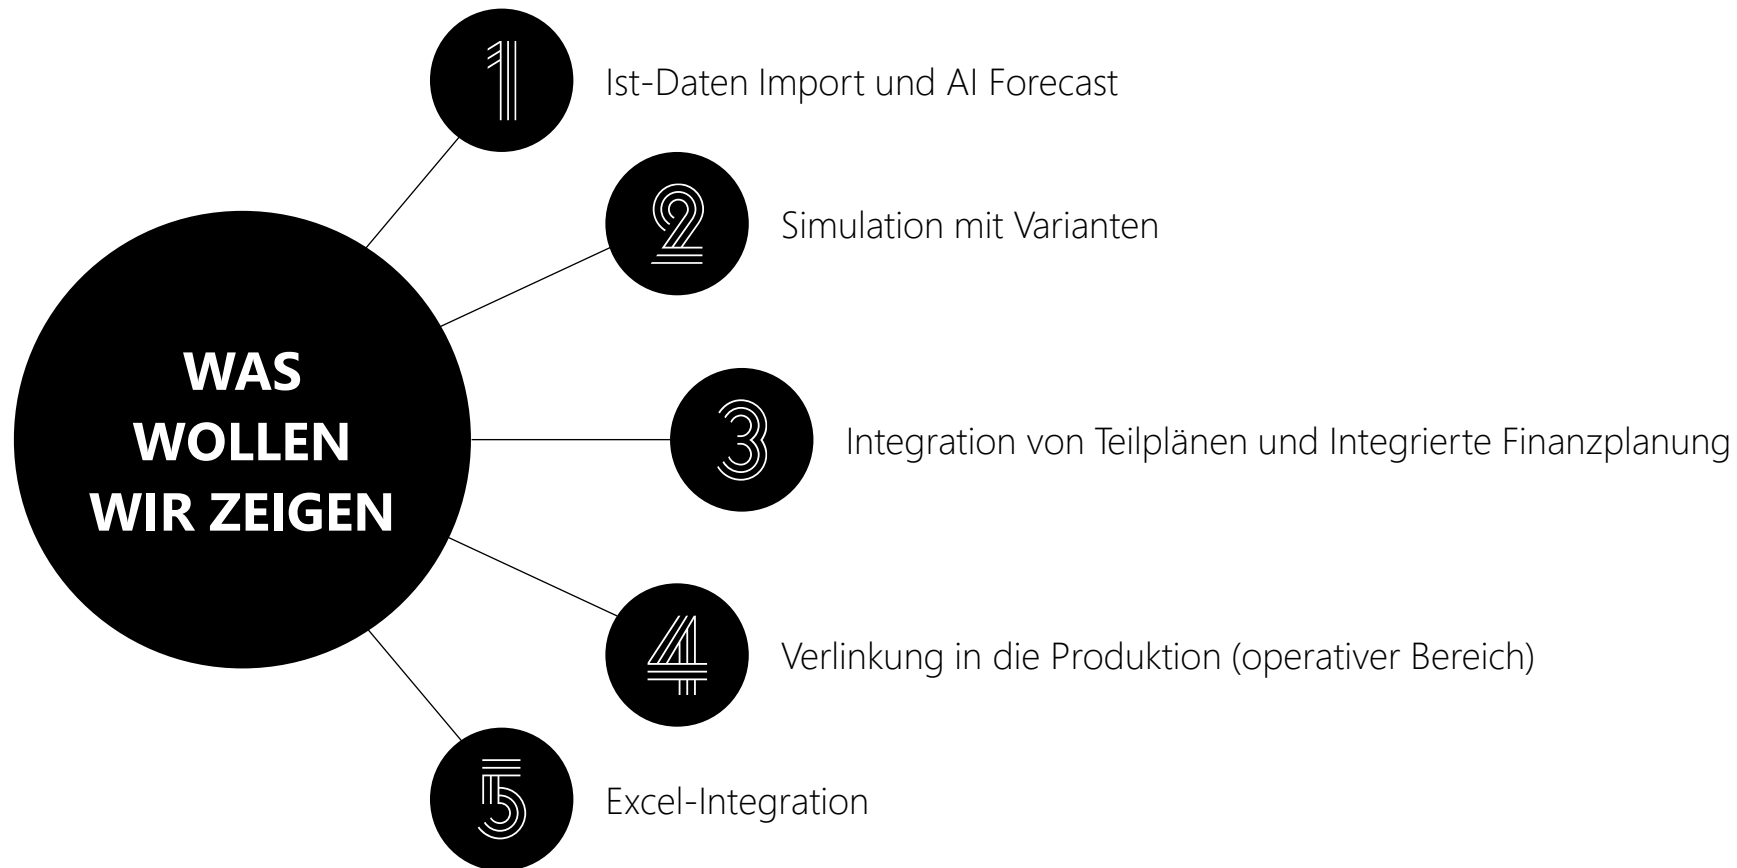 1
Ist-Daten Import und AI Forecast
2
Simulation mit Varianten
WAS
WOLLEN
WIR ZEIGEN
3
Integration von Teilplänen und Integrierte Finanzplanung
4
Verlinkung in die Produktion (operativer Bereich)
5
Excel-Integration